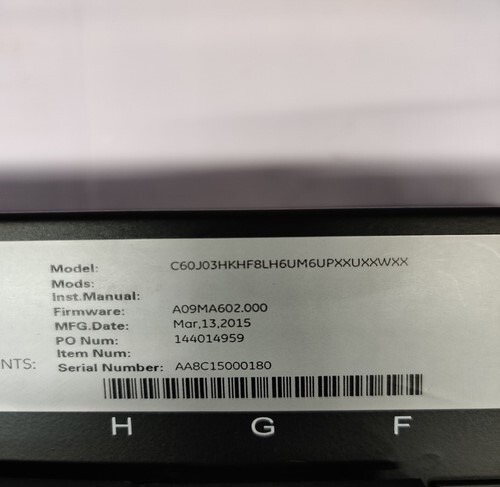 Model: C60J03HKHF8LH6UM6UPXXUXXWXX
Mods:
Inst.Manual:
Firmware: A09MA602.000
MFG.Date: Mar,13,2015
PO Num: 144014959
Item Num:
NTS: Serial Number: AA8C15000180
H G F